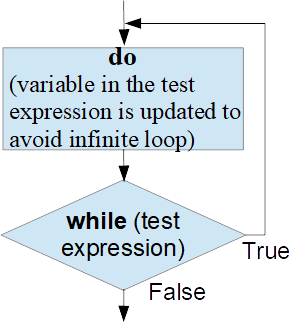 do
(variable in the test
expression is updated to
avoid infinite loop)
while (test
expression)
True
False